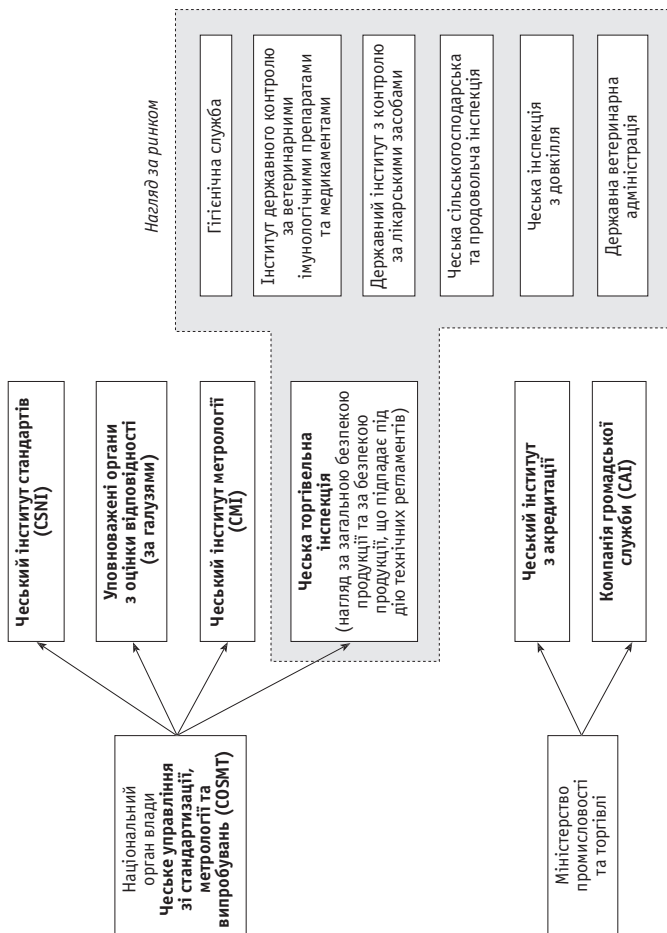 Національний
орган влади
Чеське управління
зі стандартизації,
метрології та
випробувань (COSMT)
Міністерство
промисловості
та торгівлі
Чеський інститут стандартів
(CSNI)
Уповноважені органи
з оцінки відповідності
(за галузями)
Чеський інститут метрології
(CMI)
Чеська торгівельна
інспекція
(нагляд за загальною безпекою
продукції та за безпекою
продукції, що підпадає під
дію технічних регламентів)
Чеський інститут
з акредитації
Компанія громадської
служби (CAI)
Нагляд за ринком
Гігієнічна служба
Інститут державного контролю
за ветеринарними
імунологічними препаратами
та медикаментами
Державний інститут з контролю
за лікарськими засобами
Чеська сільськогосподарська
та продовольча інспекція
Чеська інспекція
з довкілля
Державна ветеринарна
адміністрація